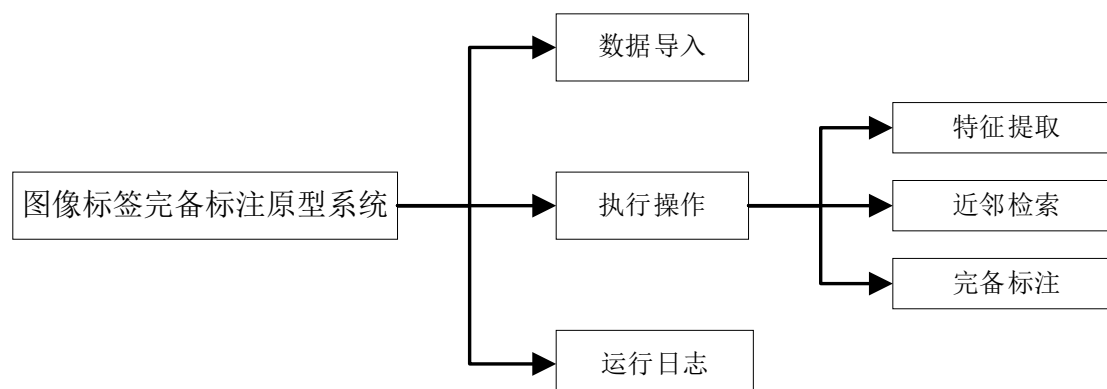 数据导入
特征提取
图像标签完备标注原型系统
执行操作
近邻检索
完备标注
运行日志